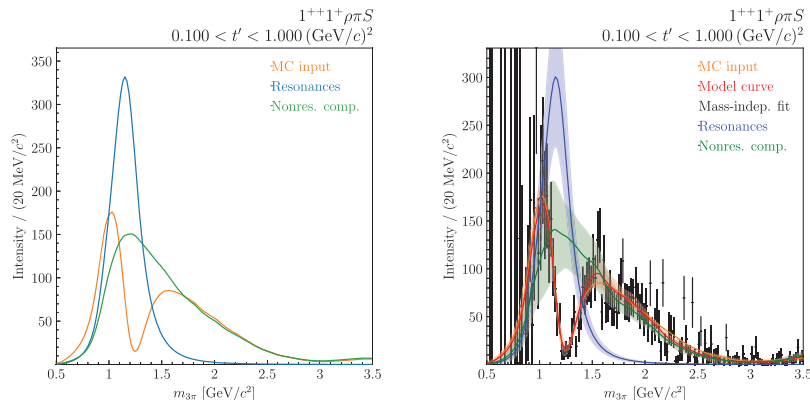 1⁺⁺1⁺ρπS
0.100 < t′ < 1.000 (GeV/c)²
MC input
Resonances
Nonres. comp.
Intensity / (20 MeV/c²)
350
300
250
200
150
100
50
0.5 1 1.5 2 2.5 3 3.5
m₃π [GeV/c²]
1⁺⁺1⁺ρπS
0.100 < t′ < 1.000 (GeV/c)²
MC input
Model curve
Mass-indep. fit
Resonances
Nonres. comp.
Intensity / (20 MeV/c²)
300
250
200
150
100
50
0.5 1 1.5 2 2.5 3 3.5
m₃π [GeV/c²]